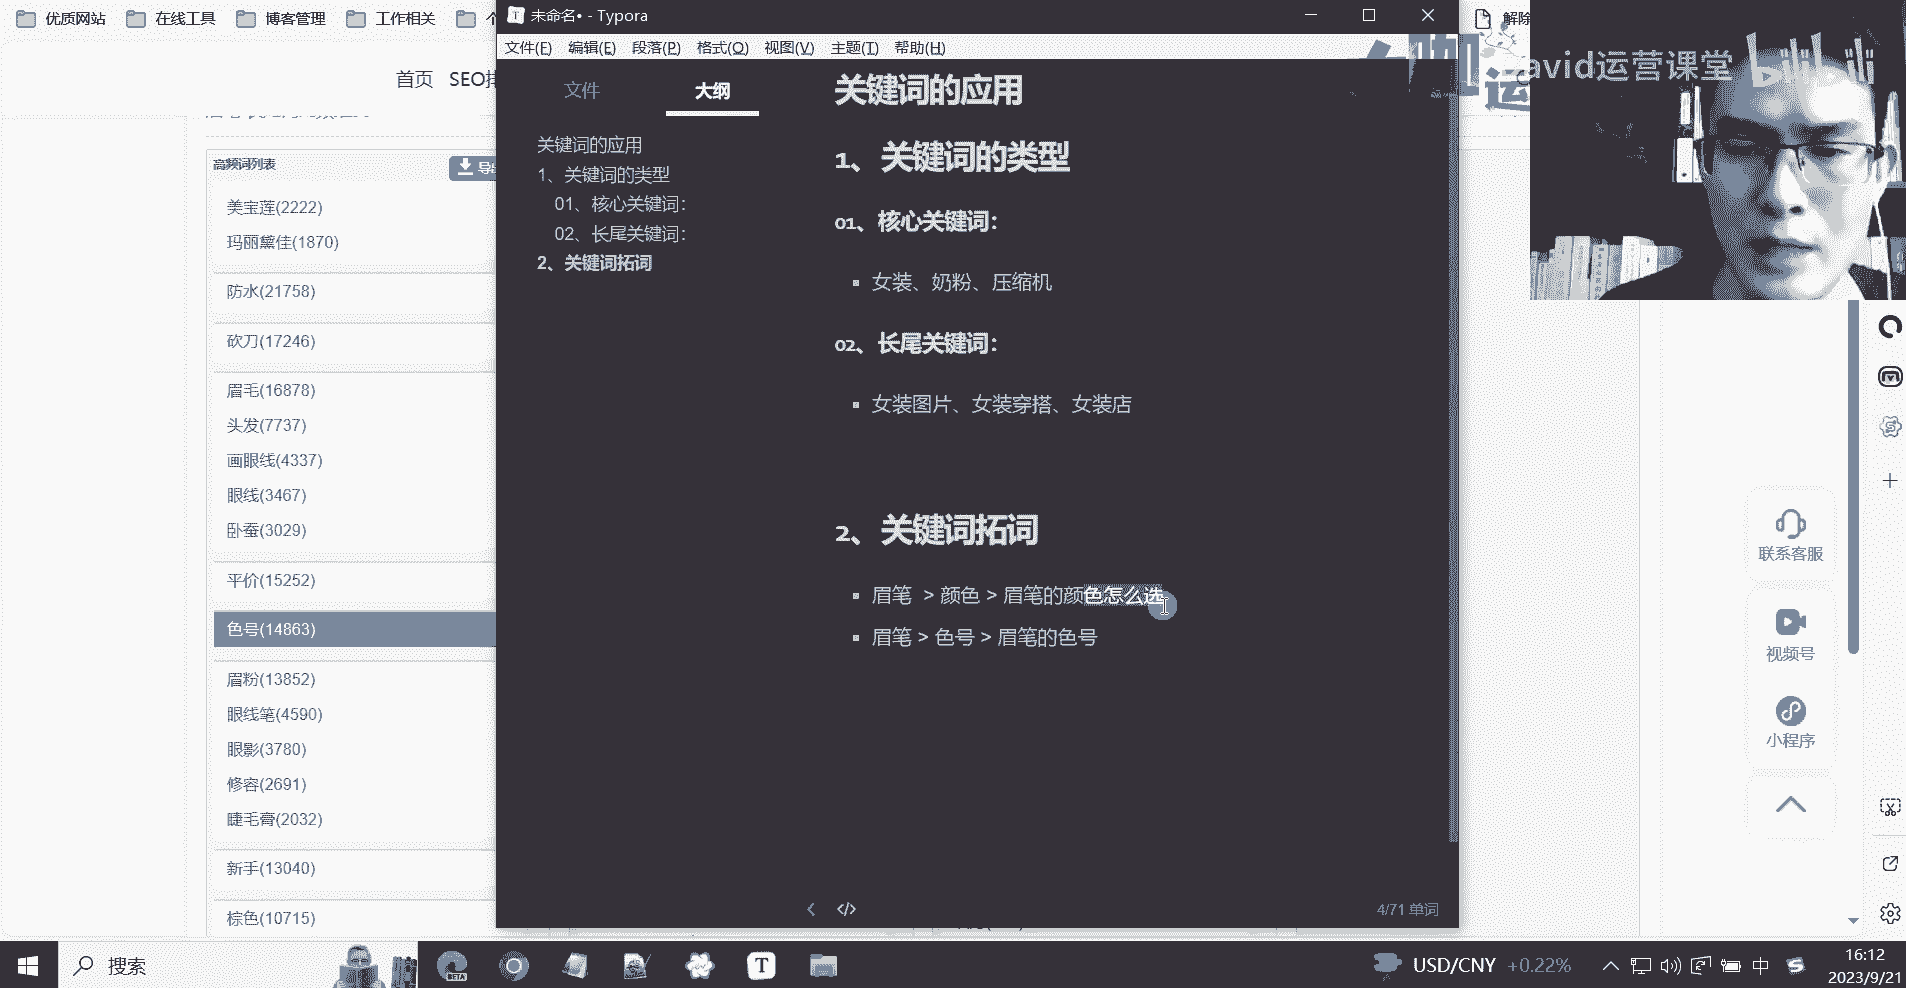 优质网站
在线工具
博客管理
工作相关
未命名• - Typora
解除
文件(F) 编辑(E) 段落(P) 格式(O) 视图(V) 主题(T) 帮助(H)
avid运营课堂
bilibili
首页
文件
大纲
关键词的应用
1、关键词的类型
01、核心关键词：
02、长尾关键词：
2、关键词拓词
关键词的应用
1、 关键词的类型
01、核心关键词：
女装、奶粉、压缩机
02、长尾关键词：
女装图片、女装穿搭、女装店
2、 关键词拓词
眉笔 > 颜色 > 眉笔的颜色怎么选
眉笔 > 色号 > 眉笔的色号
4/71 单词
高频词列表
美宝莲(2222)
玛丽黛佳(1870)
防水(21758)
砍刀(17246)
眉毛(16878)
头发(7737)
画眼线(4337)
眼线(3467)
卧蚕(3029)
平价(15252)
色号(14863)
眉粉(13852)
眼线笔(4590)
眼影(3780)
修容(2691)
睫毛膏(2032)
新手(13040)
棕色(10715)
联系客服
视频号
小程序
搜索
BETA
USD/CNY +0.22%
中
16:12
2023/9/21